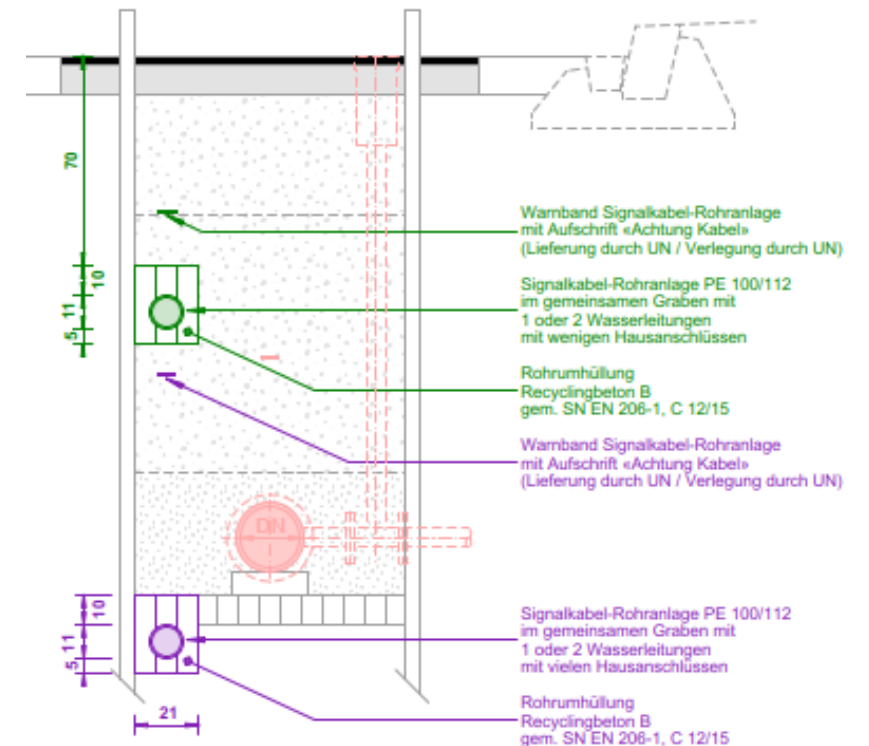 70
10
11
5
Warnband Signalkabel-Rohranlage
mit Aufschrift «Achtung Kabel»
(Lieferung durch UN / Verlegung durch UN)
Signalkabel-Rohranlage PE 100/112
im gemeinsamen Graben mit
1 oder 2 Wasserleitungen
mit wenigen Hausanschlüssen
Rohrumhüllung
Recyclingbeton B
gem. SN EN 206-1, C 12/15
Warnband Signalkabel-Rohranlage
mit Aufschrift «Achtung Kabel»
(Lieferung durch UN / Verlegung durch UN)
DN
10
11
5
21
Signalkabel-Rohranlage PE 100/112
im gemeinsamen Graben mit
1 oder 2 Wasserleitungen
mit vielen Hausanschlüssen
Rohrumhüllung
Recyclingbeton B
gem. SN EN 206-1, C 12/15